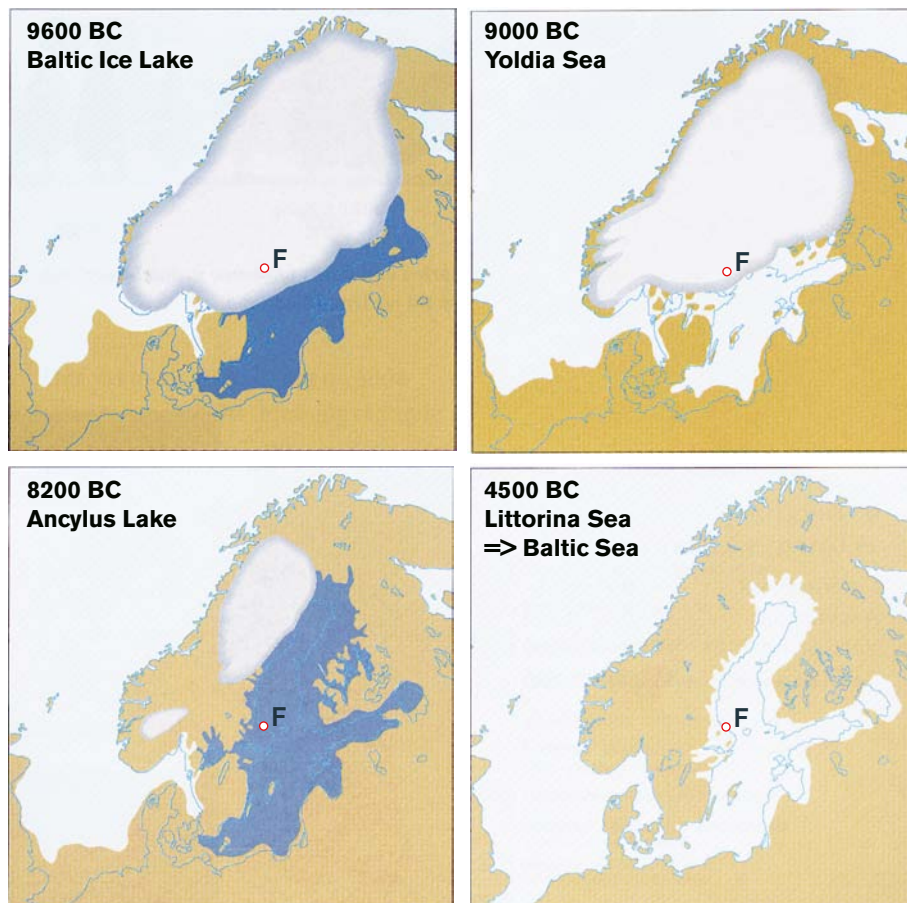 9600 BC
Baltic Ice Lake
F
9000 BC
Yoldia Sea
F
8200 BC
Ancylus Lake
F
4500 BC
Littorina Sea
=> Baltic Sea
F